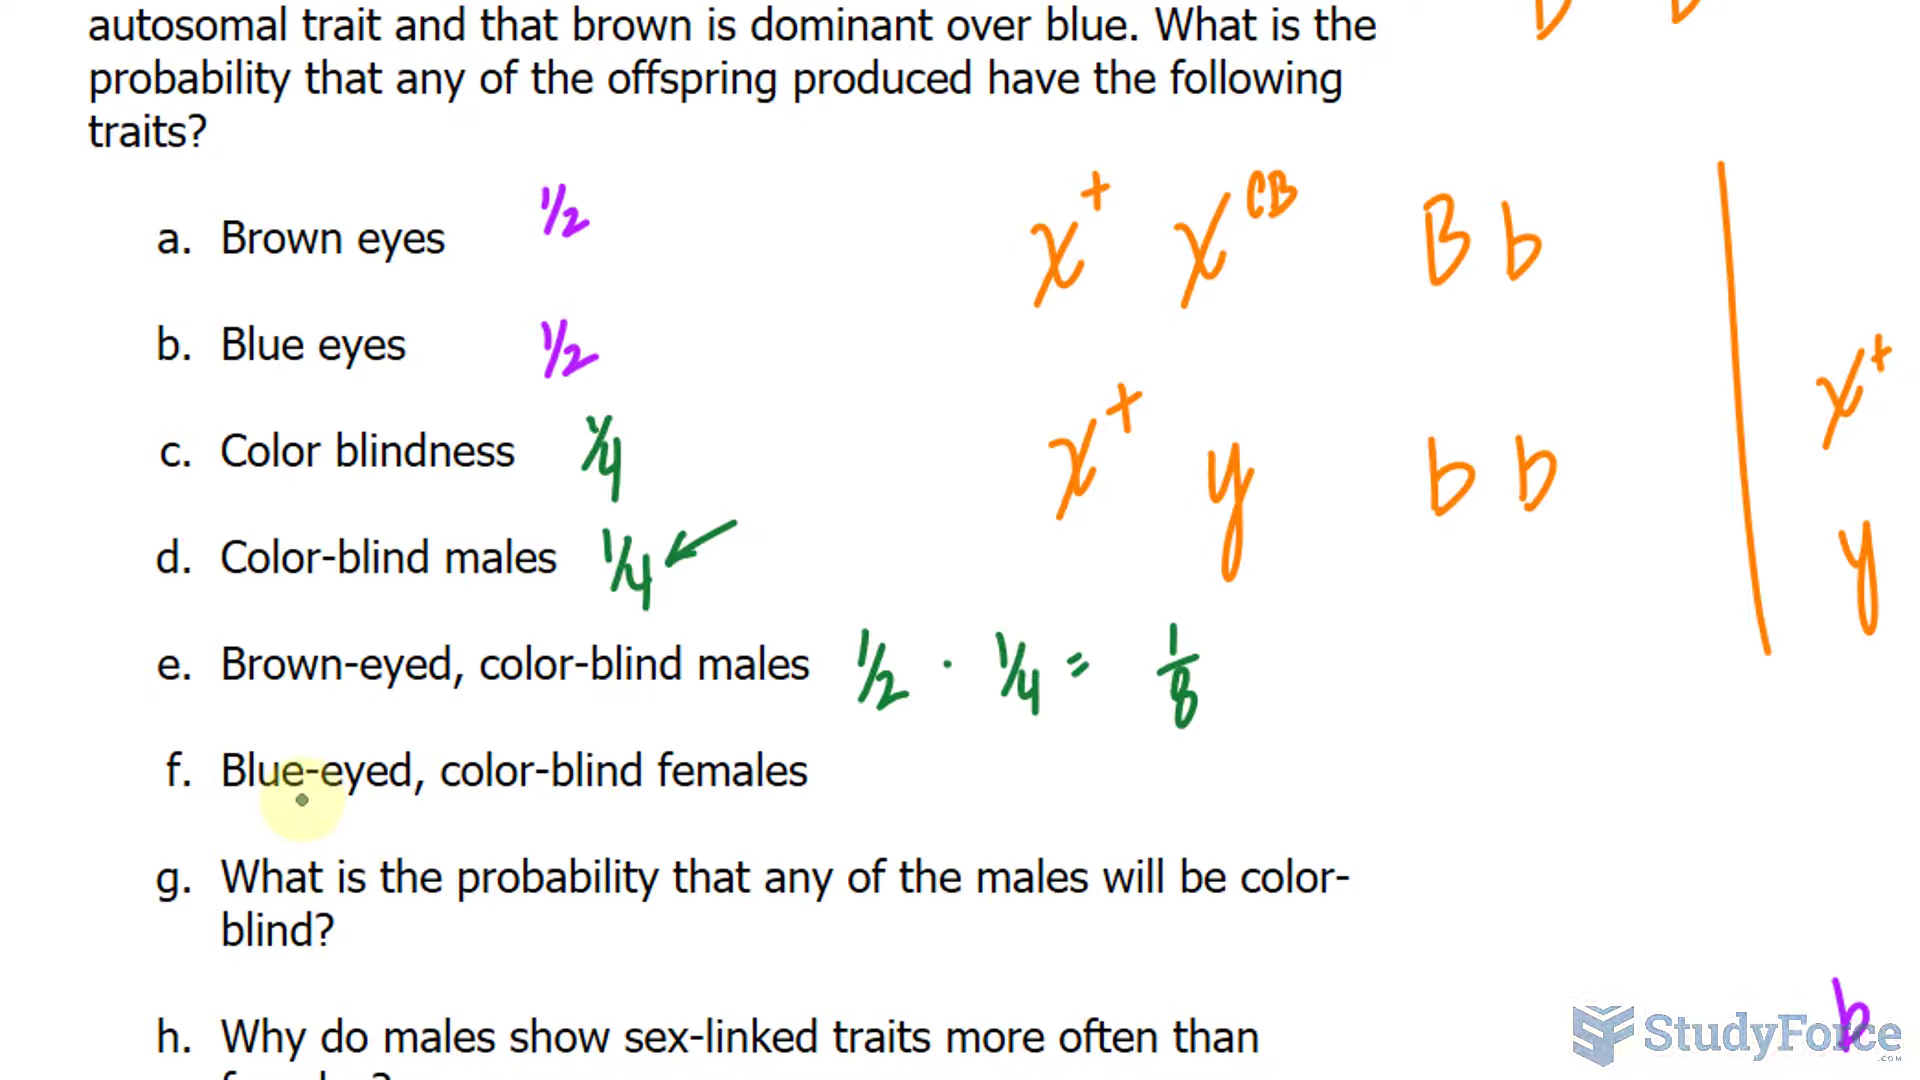 autosomal trait and that brown is dominant over blue. What is the
probability that any of the offspring produced have the following
traits?
a. Brown eyes 1/2
x+ xCB Bb
b. Blue eyes 1/2
x+
c. Color blindness 1/4
x+ y bb
d. Color-blind males 1/4
y
e. Brown-eyed, color-blind males 1/2 · 1/4 = 1/8
f. Blue-eyed, color-blind females
g. What is the probability that any of the males will be color-
blind?
b
h. Why do males show sex-linked traits more often than
StudyForce
.COM